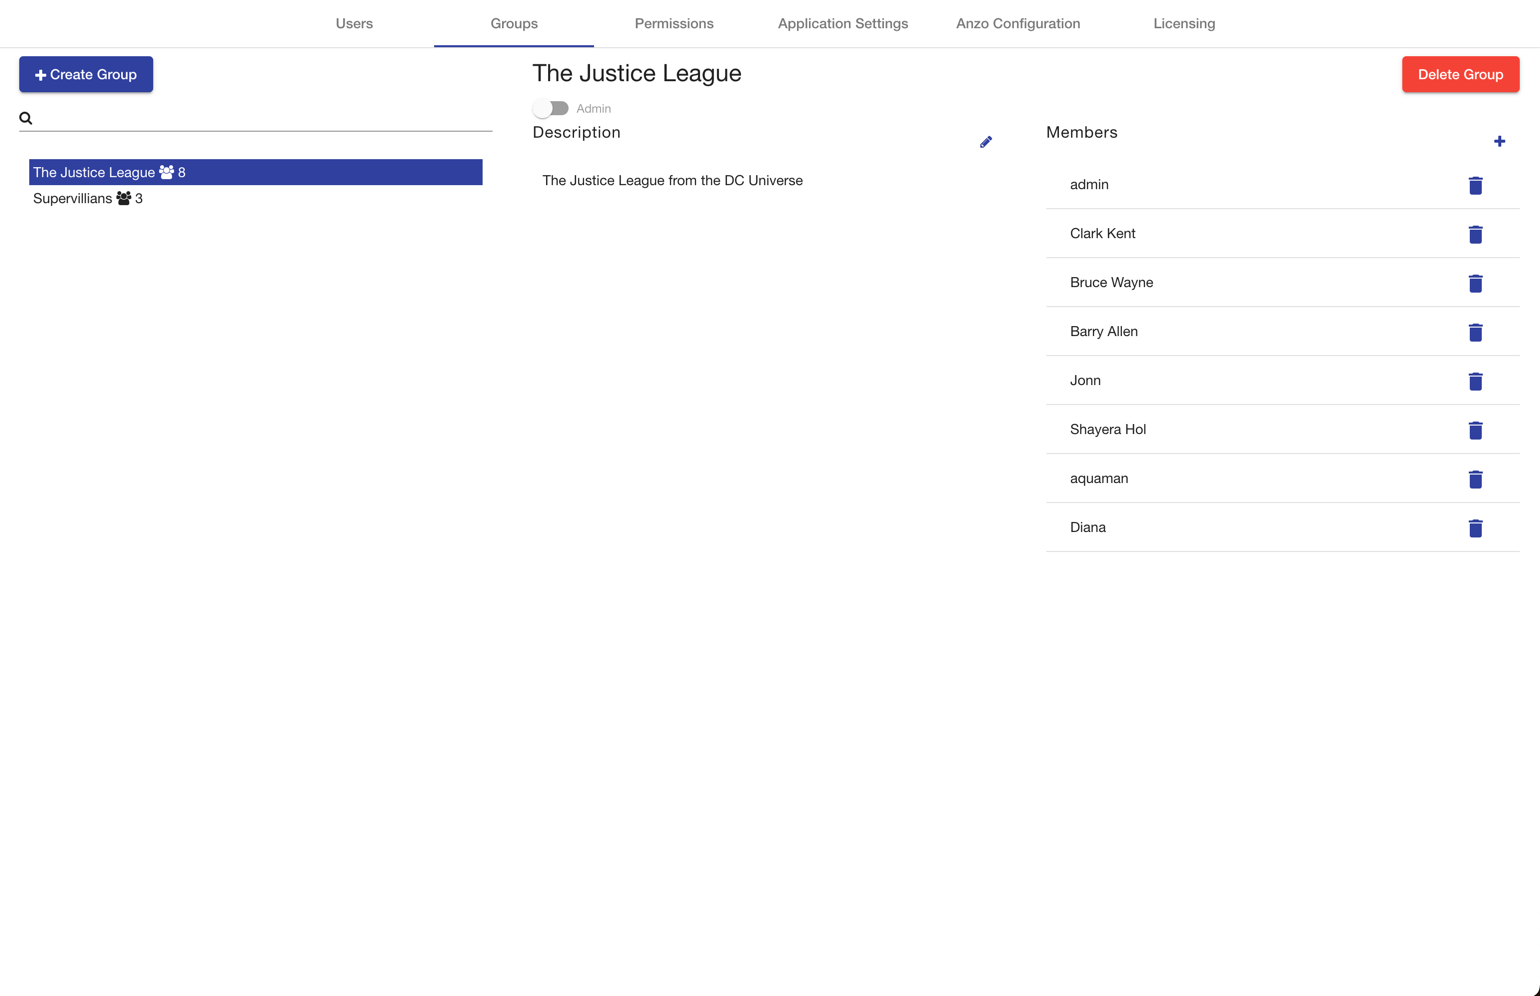 Users Groups Permissions Application Settings Anzo Configuration Licensing
Create Group
The Justice League 8
Supervillians 3
The Justice League
Delete Group
Admin
Description
The Justice League from the DC Universe
Members
admin
Clark Kent
Bruce Wayne
Barry Allen
Jonn
Shayera Hol
aquaman
Diana